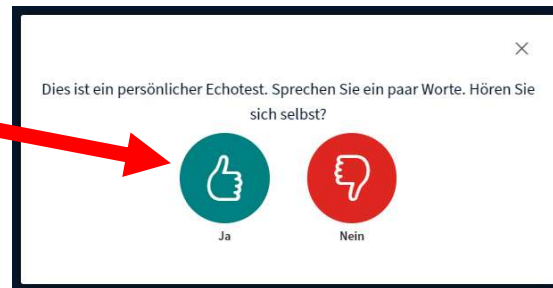 Dies ist ein persönlicher Echotest. Sprechen Sie ein paar Worte. Hören Sie
sich selbst?
Ja
Nein